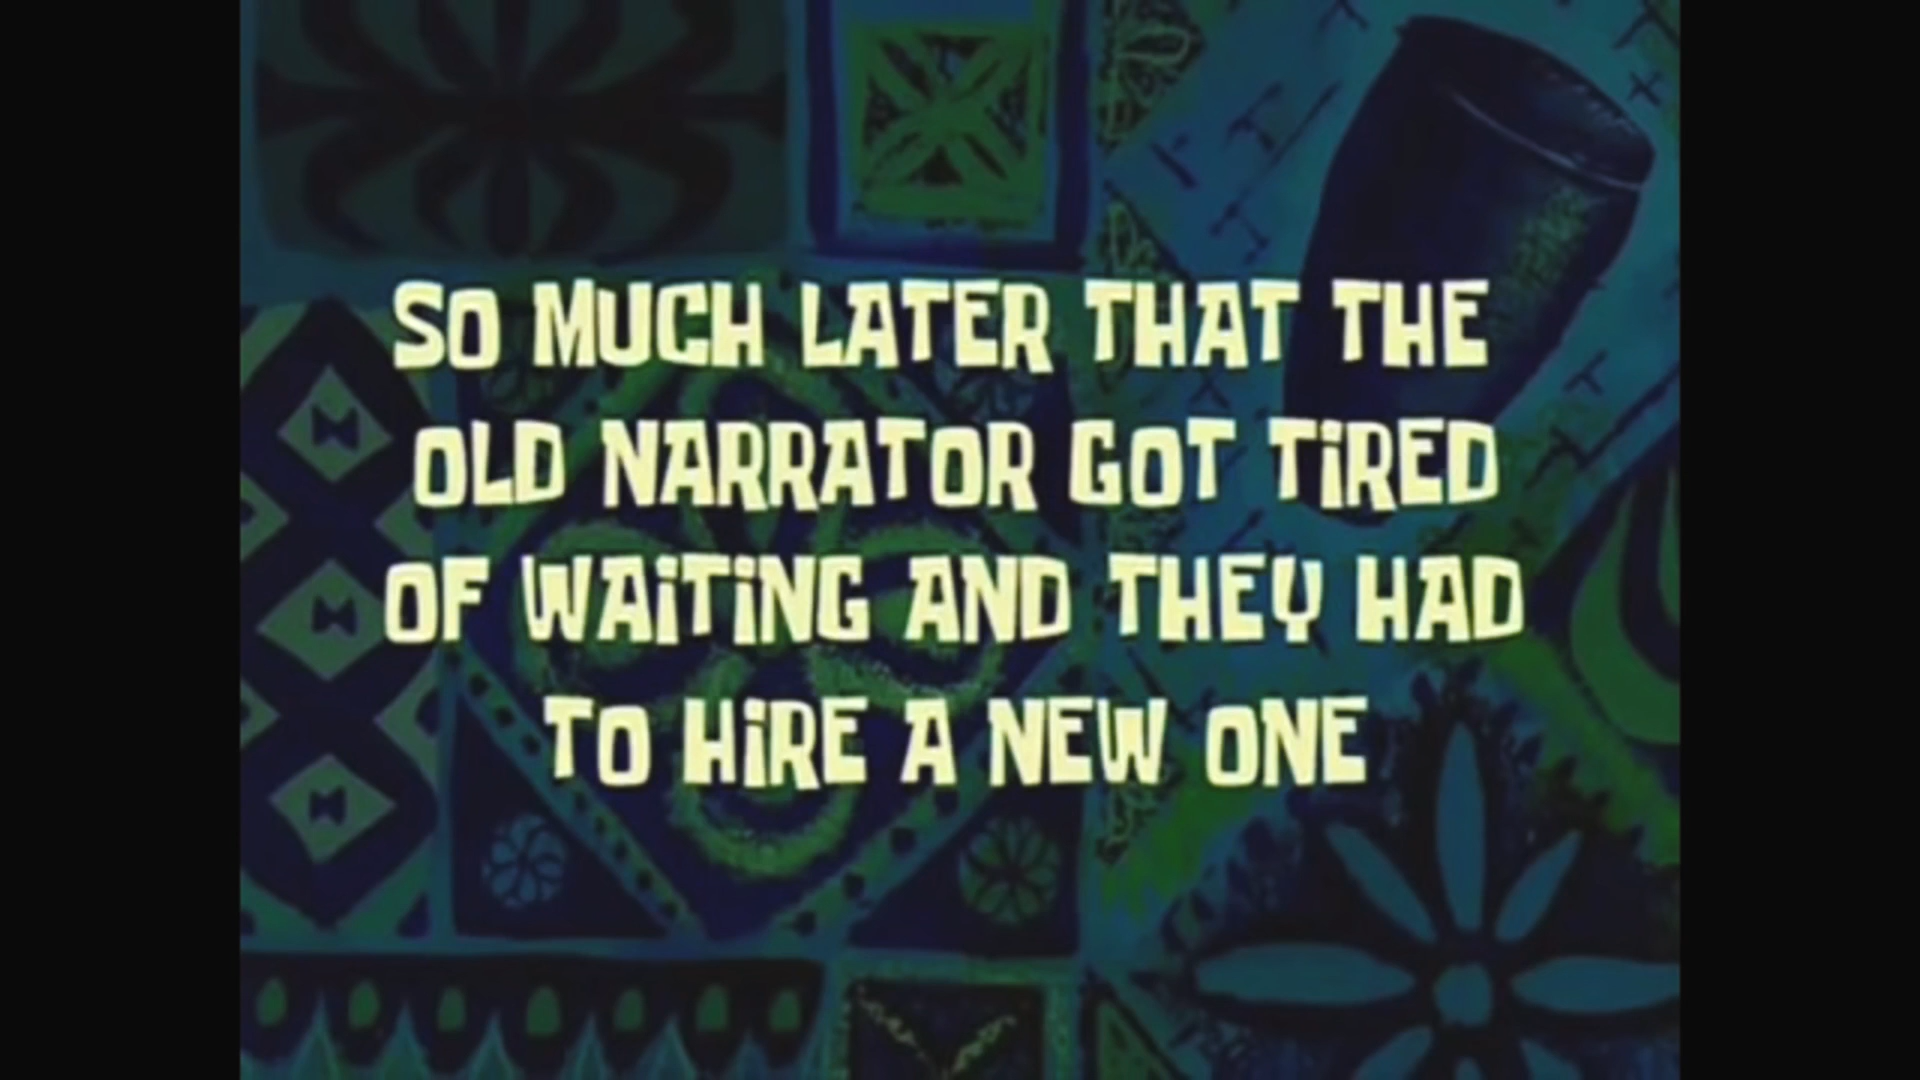 SO MUCH LATER THAT THE
OLD NARRATOR GOT TiRED
OF WAiTiNG AND THEY HAD
TO HiRE A NEW ONE